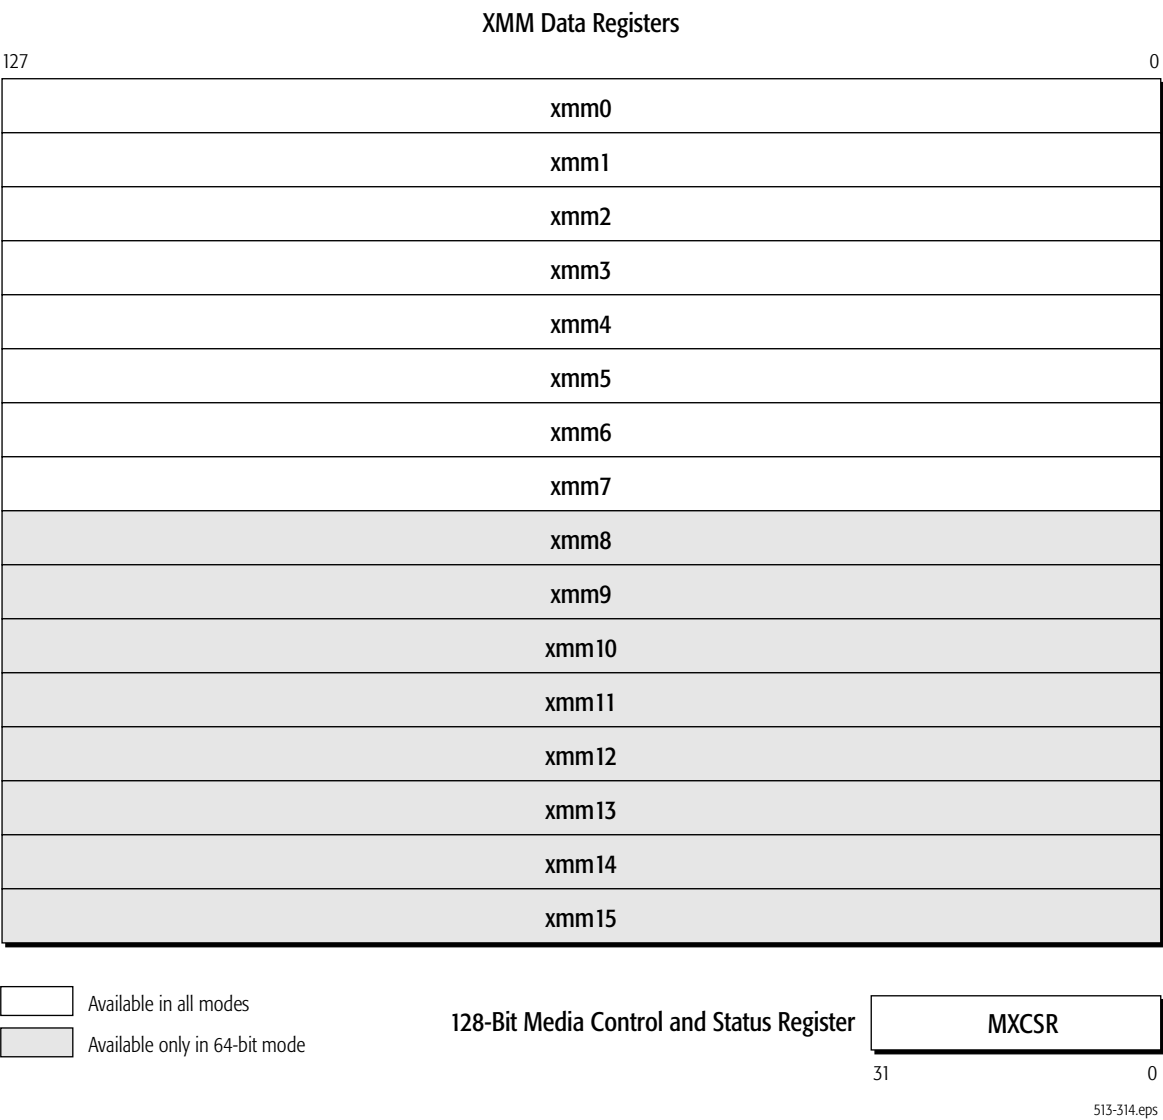 XMM Data Registers
127 0
xmm0
xmm1
xmm2
xmm3
xmm4
xmm5
xmm6
xmm7
xmm8
xmm9
xmm10
xmm11
xmm12
xmm13
xmm14
xmm15
Available in all modes
Available only in 64-bit mode
128-Bit Media Control and Status Register MXCSR
31 0
513-314.eps